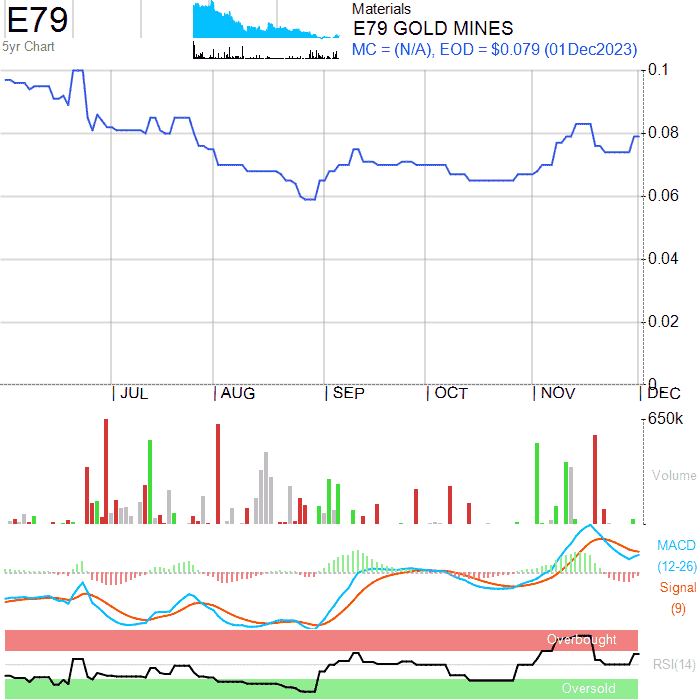 E79
5yr Chart
Materials
E79 GOLD MINES
MC = (N/A), EOD = $0.079 (01Dec2023)
0.1
0.08
0.06
0.04
0.02
0
JUL AUG SEP OCT NOV DEC
650k
Volume
MACD
(12-26)
Signal
(9)
Overbought
RSI(14)
Oversold